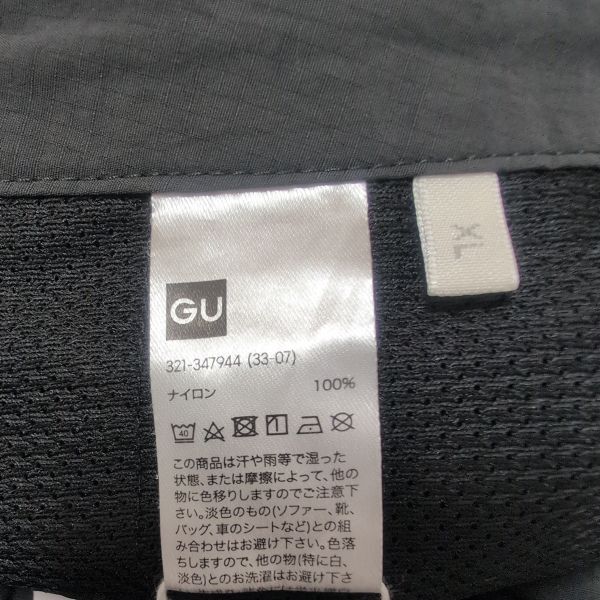 XL
GU
321-347944 (33-07)
ナイロン 100%
40 1
この商品は汗や雨等で湿った
状態、または摩擦によって、他の
物に色移りしますのでご注意下
さい。淡色のもの(ソファー、靴、
バッグ、車のシートなど)との組
み合わせはお避け下さい。色落
ちしますので、他の物(特に白、
淡色)とのお洗濯はお避け下さ